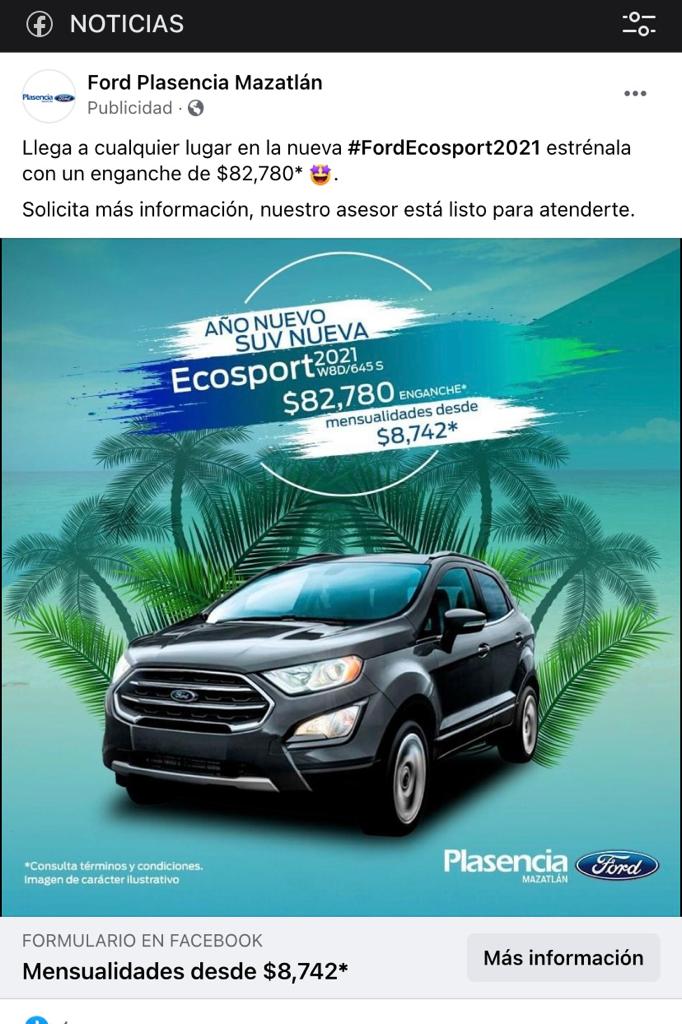 NOTICIAS
Plasencia Ford
Ford Plasencia Mazatlán
Publicidad ·
Llega a cualquier lugar en la nueva #FordEcosport2021 estrénala
con un enganche de $82,780* 🤩.
Solicita más información, nuestro asesor está listo para atenderte.
AÑO NUEVO
SUV NUEVA
Ecosport 2021
W8D/645 S
$82,780 ENGANCHE*
mensualidades desde
$8,742*
Ford
*Consulta términos y condiciones.
Imagen de carácter ilustrativo
Plasencia Ford
MAZATLÁN
FORMULARIO EN FACEBOOK
Mensualidades desde $8,742*
Más información